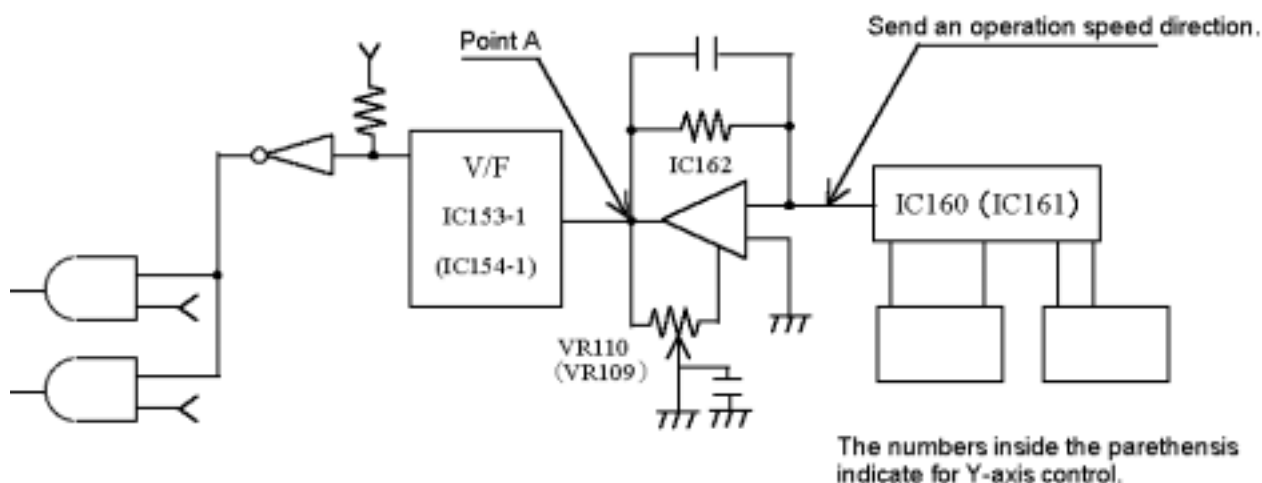 Point A
Send an operation speed direction.
IC162
V/F
IC153-1
(IC154-1)
IC160 (IC161)
VR110
(VR109)
The numbers inside the parethensis
indicate for Y-axis control.